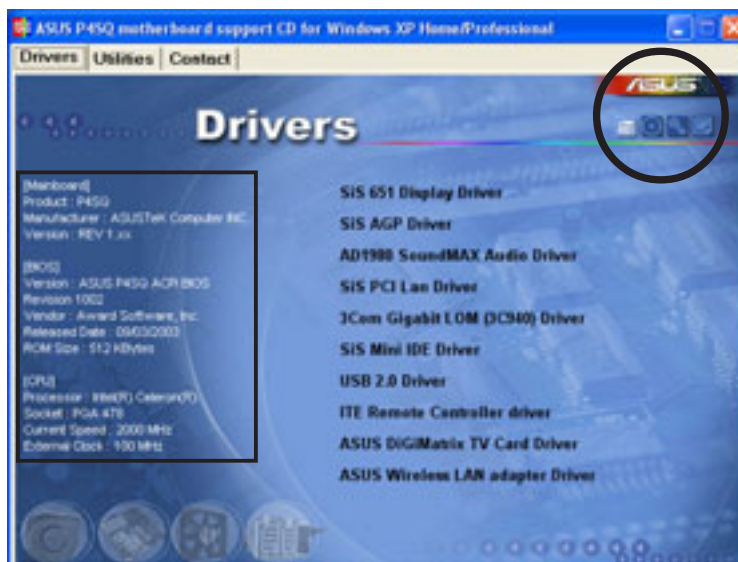 ASUS P4SQ motherboard support CD for Windows XP Home/Professional
Drivers Utilities Contact
ASUS
Drivers
[Mainboard]
Product : P4SQ
Manufacturer : ASUSTeK Computer INC.
Version : REV 1.xx
[BIOS]
Version : ASUS P4SQ ACPI BIOS
Revision 1002
Vendor : Award Software, Inc.
Released Date : 09/03/2003
ROM Size : 512 KBytes
[CPU]
Processor : Intel(R) Celeron(R)
Socket : PGA 478
Current Speed : 2000 MHz
External Clock : 100 MHz
SiS 651 Display Driver
SiS AGP Driver
AD1980 SoundMAX Audio Driver
SiS PCI Lan Driver
3Com Gigabit LOM (3C940) Driver
SiS Mini IDE Driver
USB 2.0 Driver
ITE Remote Controller driver
ASUS DiGiMatrix TV Card Driver
ASUS Wireless LAN adapter Driver